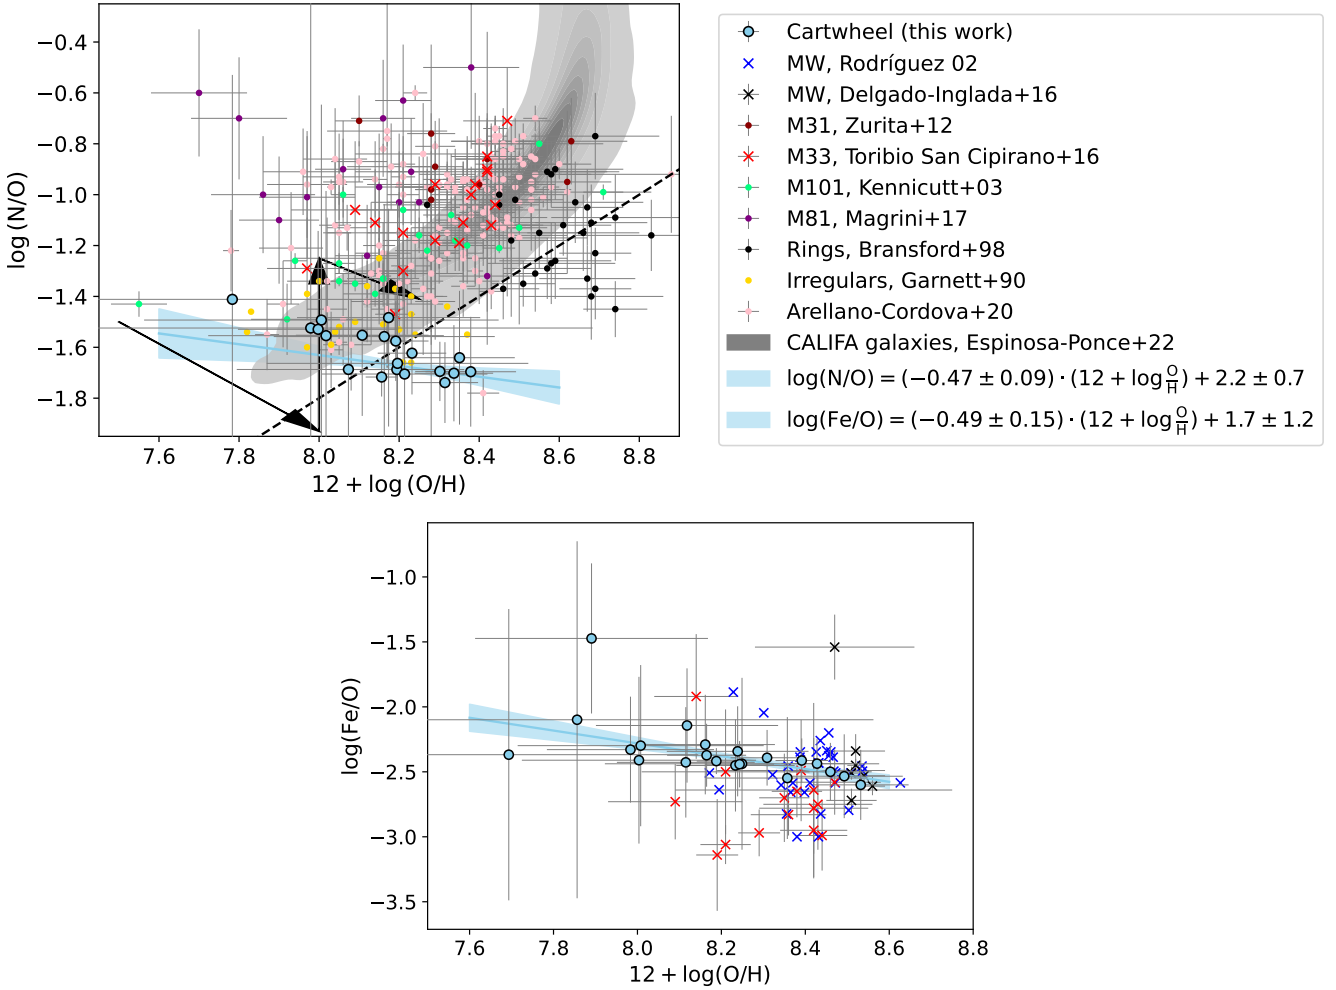 −0.4
−0.6
−0.8
−1.0
−1.2
−1.4
−1.6
−1.8
log (N/O)
7.6 7.8 8.0 8.2 8.4 8.6 8.8
12 + log (O/H)
Cartwheel (this work)
MW, Rodríguez 02
MW, Delgado-Inglada+16
M31, Zurita+12
M33, Toribio San Cipirano+16
M101, Kennicutt+03
M81, Magrini+17
Rings, Bransford+98
Irregulars, Garnett+90
Arellano-Cordova+20
CALIFA galaxies, Espinosa-Ponce+22
log(N/O) = (−0.47 ± 0.09) · (12 + log O/H) + 2.2 ± 0.7
log(Fe/O) = (−0.49 ± 0.15) · (12 + log O/H) + 1.7 ± 1.2
−1.0
−1.5
−2.0
−2.5
−3.0
−3.5
log(Fe/O)
7.6 7.8 8.0 8.2 8.4 8.6 8.8
12 + log(O/H)